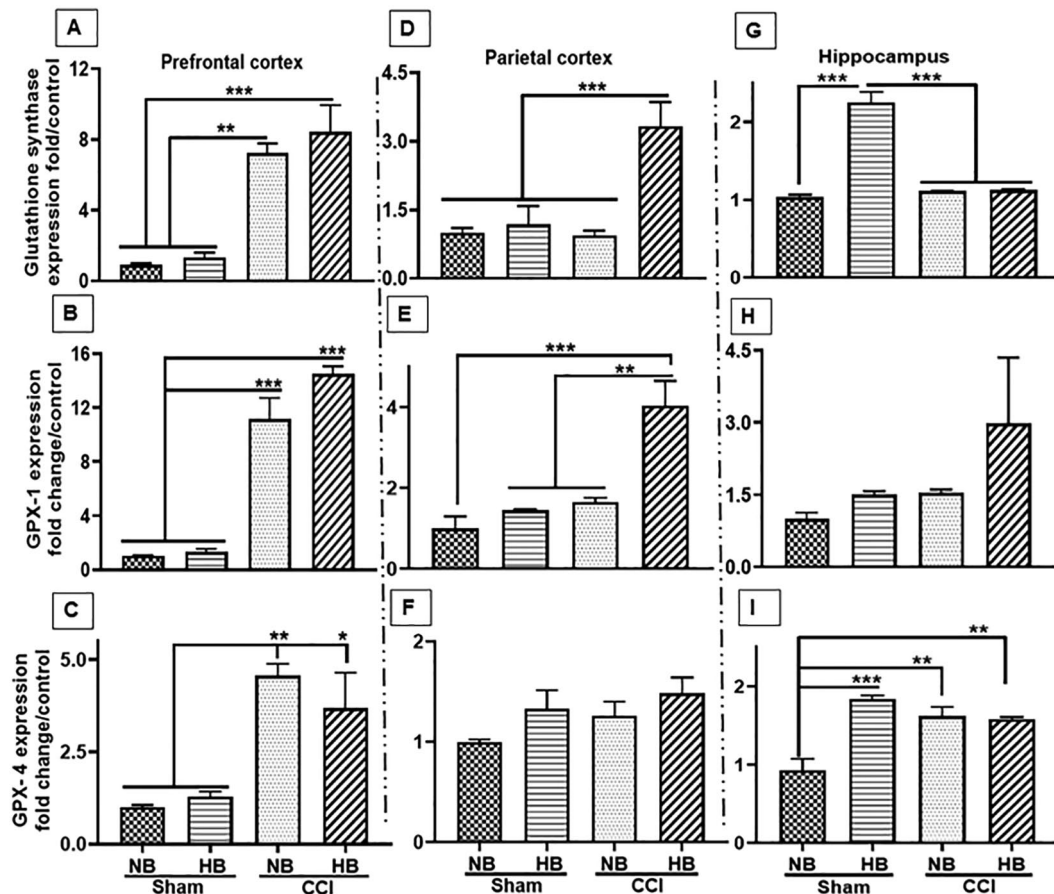 A
Prefrontal cortex
Glutathione synthase
expression fold/control
12
8
4
0
***
**
D
Parietal cortex
4.5
3.0
1.5
0.0
***
G
Hippocampus
2
1
0
***
***
B
GPX-1 expression
fold change/control
16
12
8
4
0
***
***
E
4
2
0
***
**
H
4.5
3.0
1.5
0.0
C
GPX- 4 expression
fold change/control
5.0
2.5
0.0
**
*
NB
HB
NB
HB
Sham
CCI
F
2
1
0
NB
HB
NB
HB
Sham
CCI
I
2
1
0
**
**
***
NB
HB
NB
HB
Sham
CCI